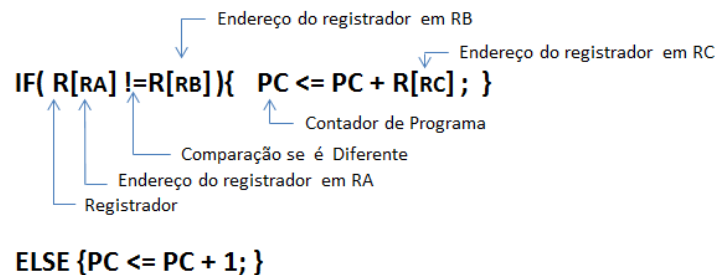 Endereço do registrador em RB
Endereço do registrador em RC
IF( R[RA] !=R[RB] ){ PC <= PC + R[RC] ; }
Contador de Programa
Comparação se é Diferente
Endereço do registrador em RA
Registrador
ELSE {PC <= PC + 1; }